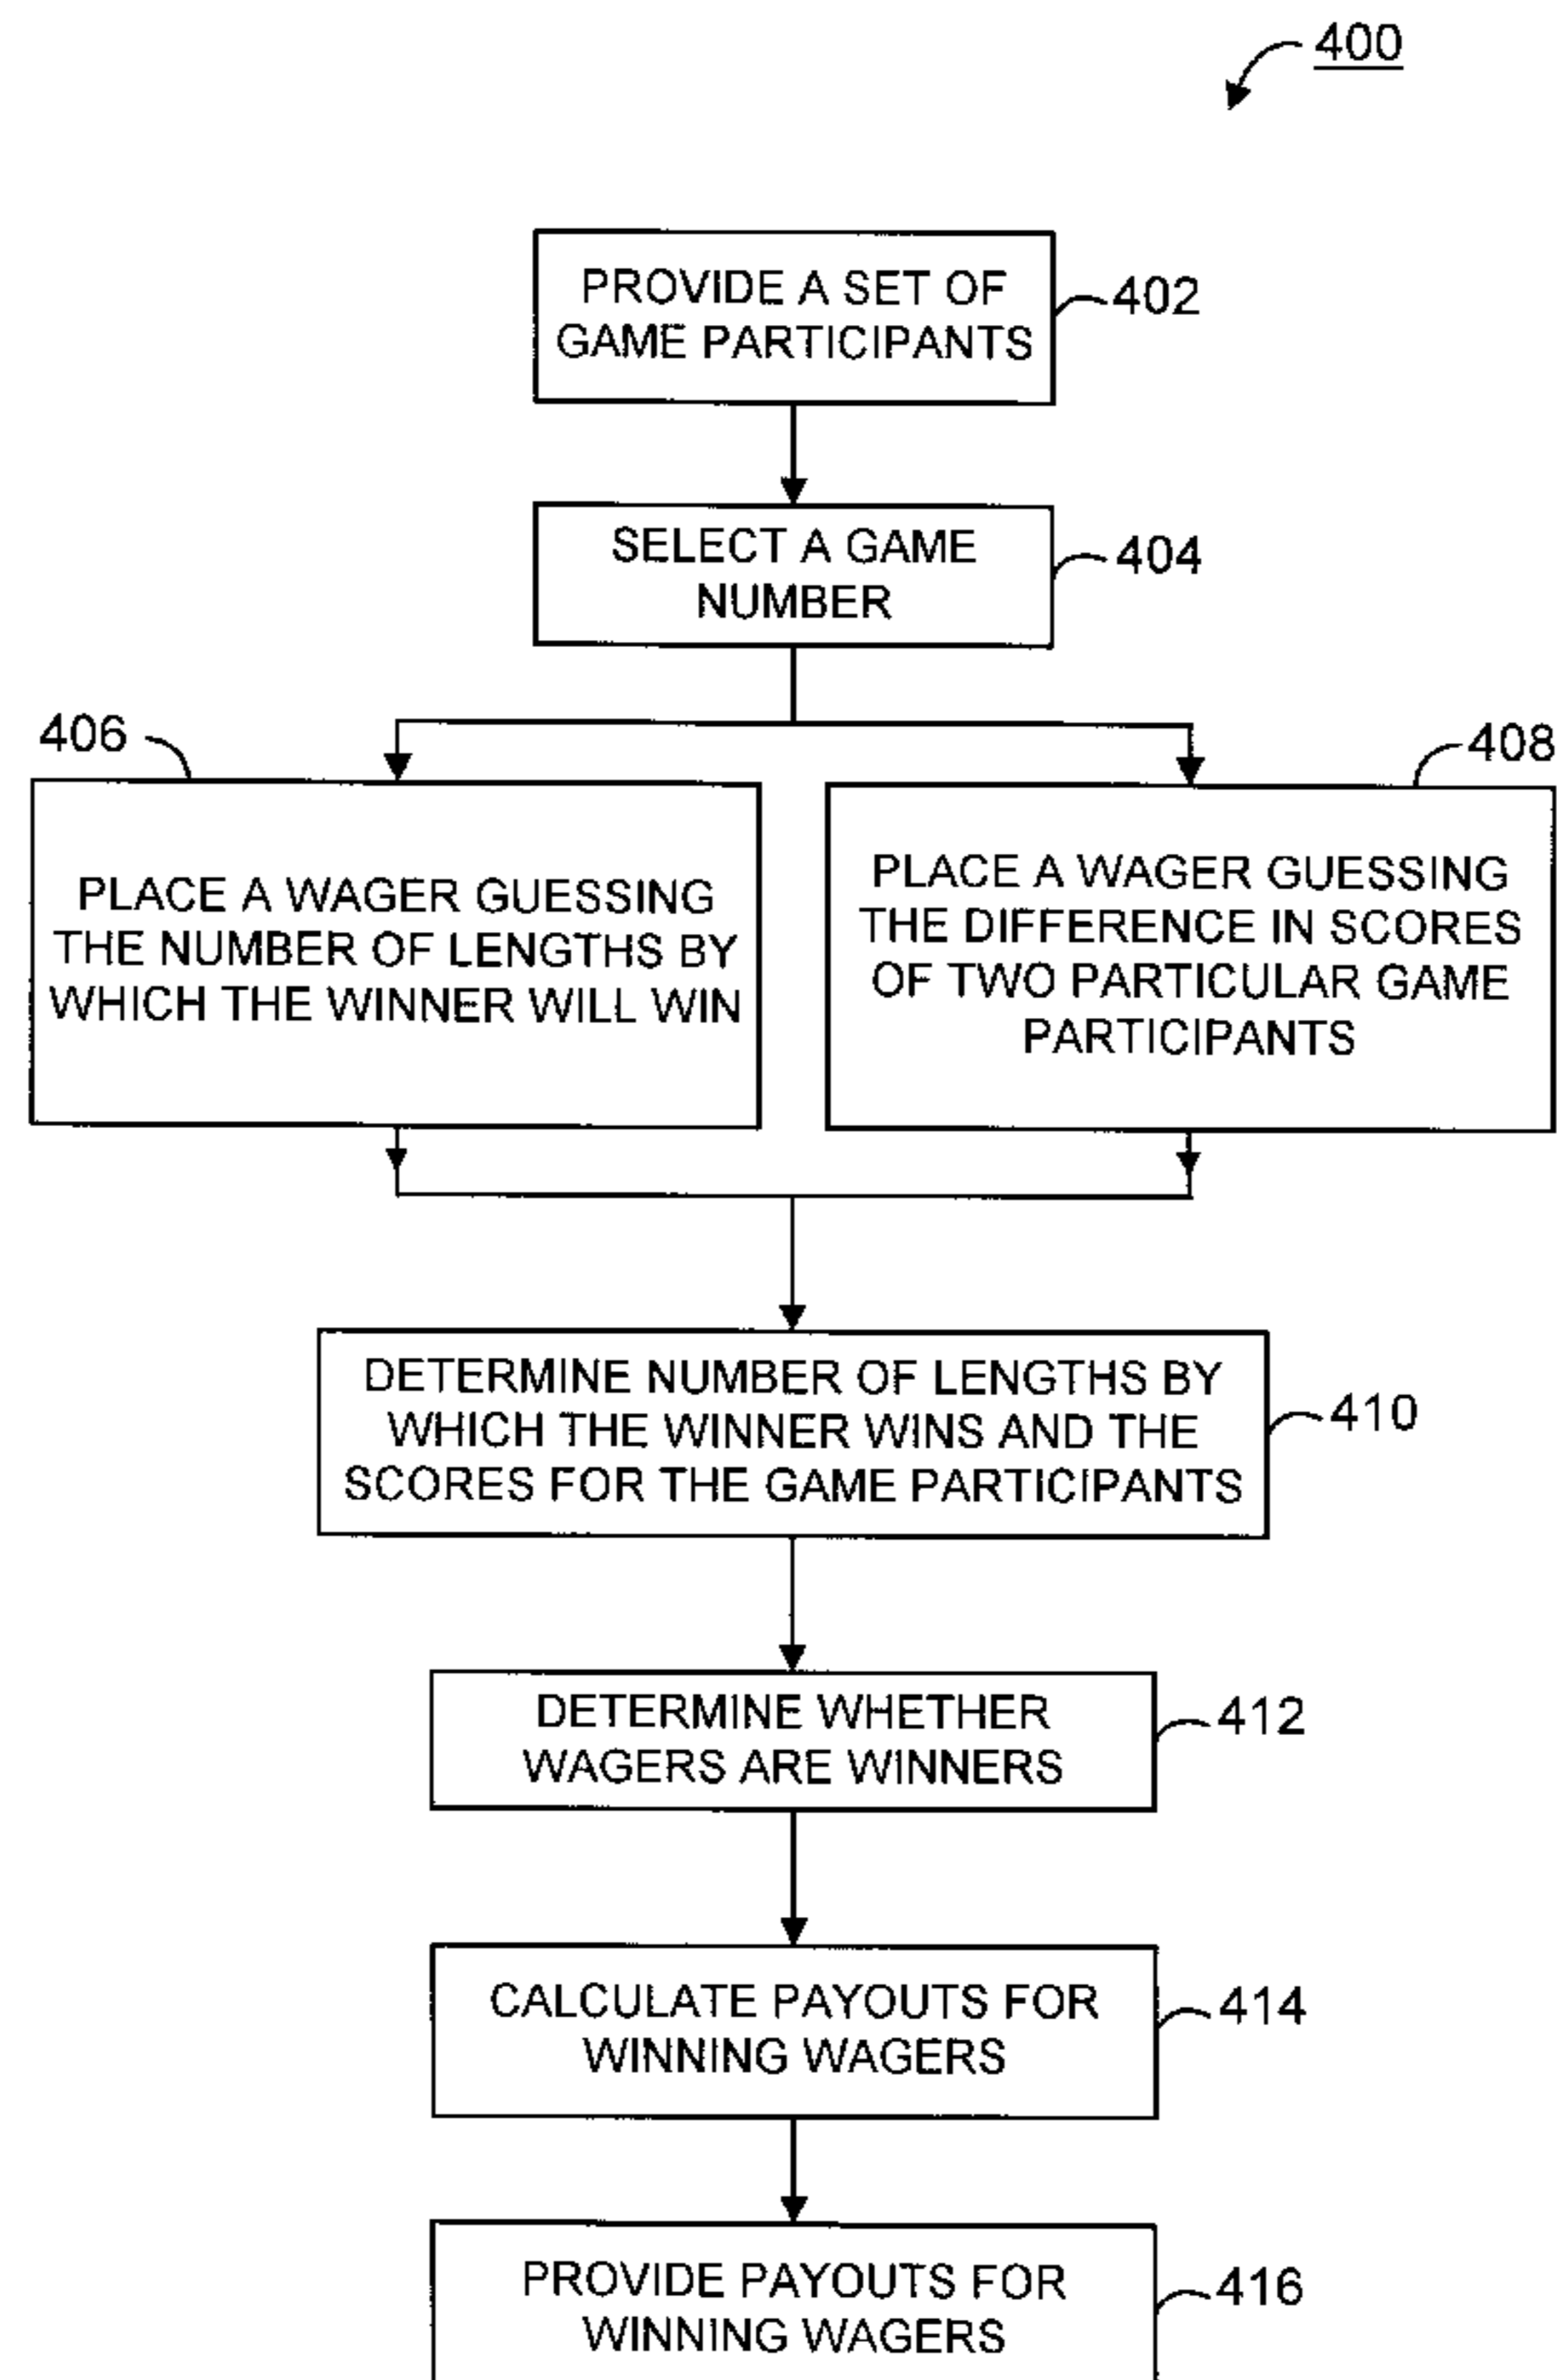 400
PROVIDE A SET OF
GAME PARTICIPANTS
402
SELECT A GAME
NUMBER
404
406
PLACE A WAGER GUESSING
THE NUMBER OF LENGTHS BY
WHICH THE WINNER WILL WIN
408
PLACE A WAGER GUESSING
THE DIFFERENCE IN SCORES
OF TWO PARTICULAR GAME
PARTICIPANTS
DETERMINE NUMBER OF LENGTHS BY
WHICH THE WINNER WINS AND THE
SCORES FOR THE GAME PARTICIPANTS
410
DETERMINE WHETHER
WAGERS ARE WINNERS
412
CALCULATE PAYOUTS FOR
WINNING WAGERS
414
PROVIDE PAYOUTS FOR
WINNING WAGERS
416